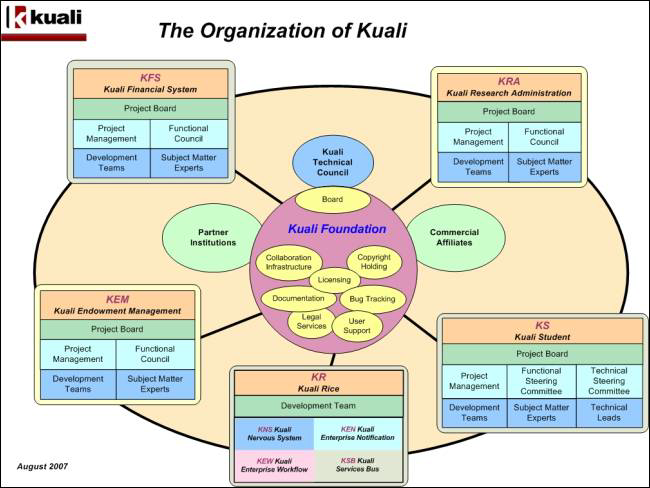 kuali
The Organization of Kuali
KFS
Kuali Financial System
Project Board
Project
Management
Functional
Council
Development
Teams
Subject Matter
Experts
KRA
Kuali Research Administration
Project Board
Project
Management
Functional
Council
Development
Teams
Subject Matter
Experts
Kuali
Technical
Council
Board
Kuali Foundation
Partner
Institutions
Commercial
Affiliates
Collaboration
Infrastructure
Copyright
Holding
Licensing
Documentation
Bug Tracking
Legal
Services
User
Support
KEM
Kuali Endowment Management
Project Board
Project
Management
Functional
Council
Development
Teams
Subject Matter
Experts
KS
Kuali Student
Project Board
Project
Management
Functional
Steering
Committee
Technical
Steering
Committee
Development
Teams
Subject Matter
Experts
Technical
Leads
KR
Kuali Rice
Development Team
KNS Kuali
Nervous System
KEN Kuali
Enterprise Notification
KEW Kuali
Enterprise Workflow
KSB Kuali
Services Bus
August 2007